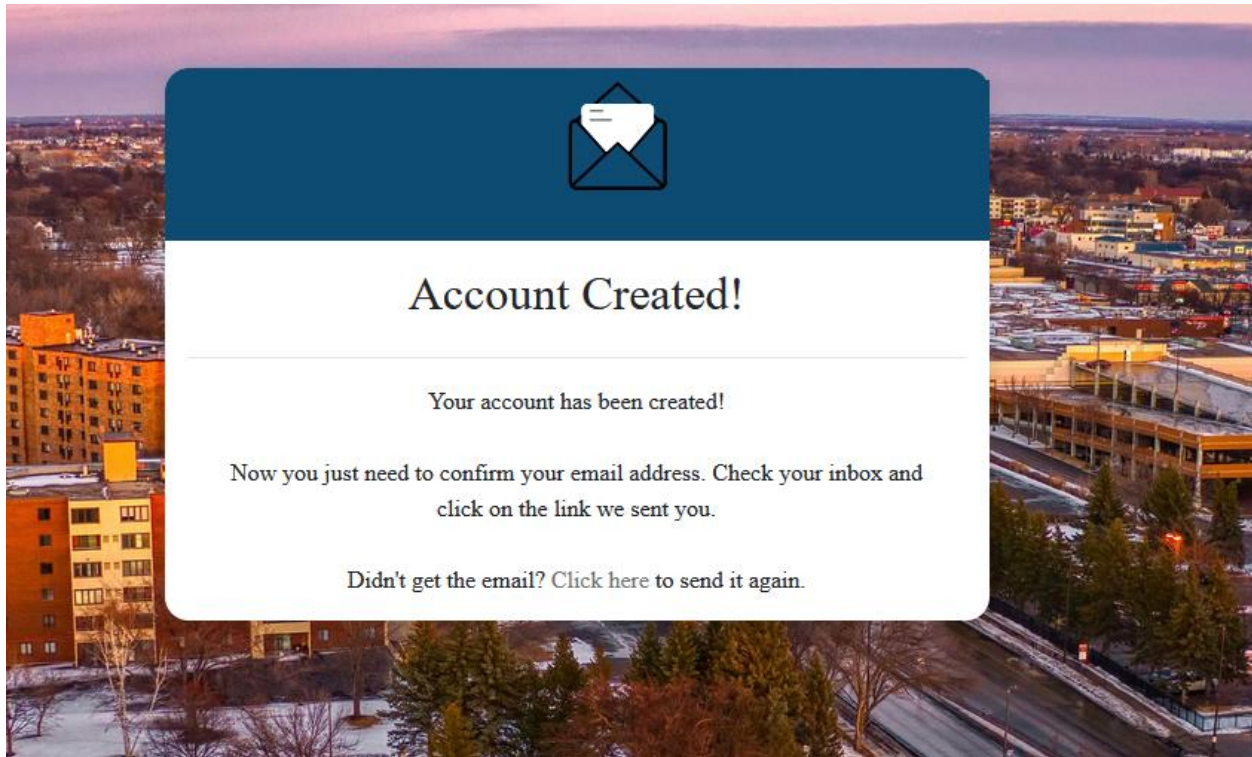 Account Created!
Your account has been created!
Now you just need to confirm your email address. Check your inbox and
click on the link we sent you.
Didn't get the email? Click here to send it again.